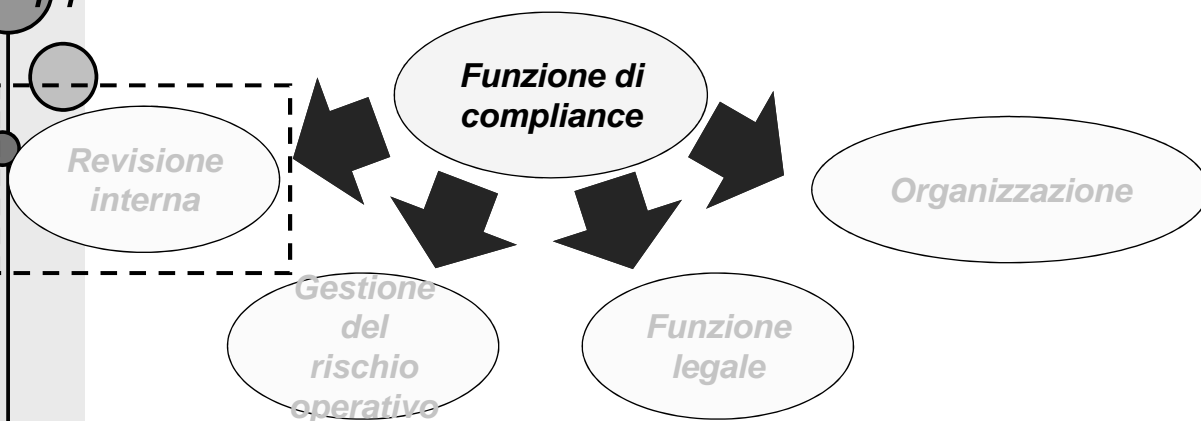 Funzione di
compliance
Revisione
interna
Organizzazione
Gestione
del
rischio
operativo
Funzione
legale